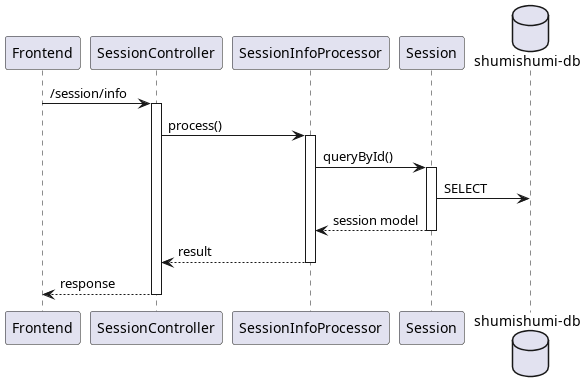 Frontend
SessionController
SessionInfoProcessor
Session
shumishumi-db
/session/info
process()
queryById()
SELECT
session model
result
response
Frontend
SessionController
SessionInfoProcessor
Session
shumishumi-db